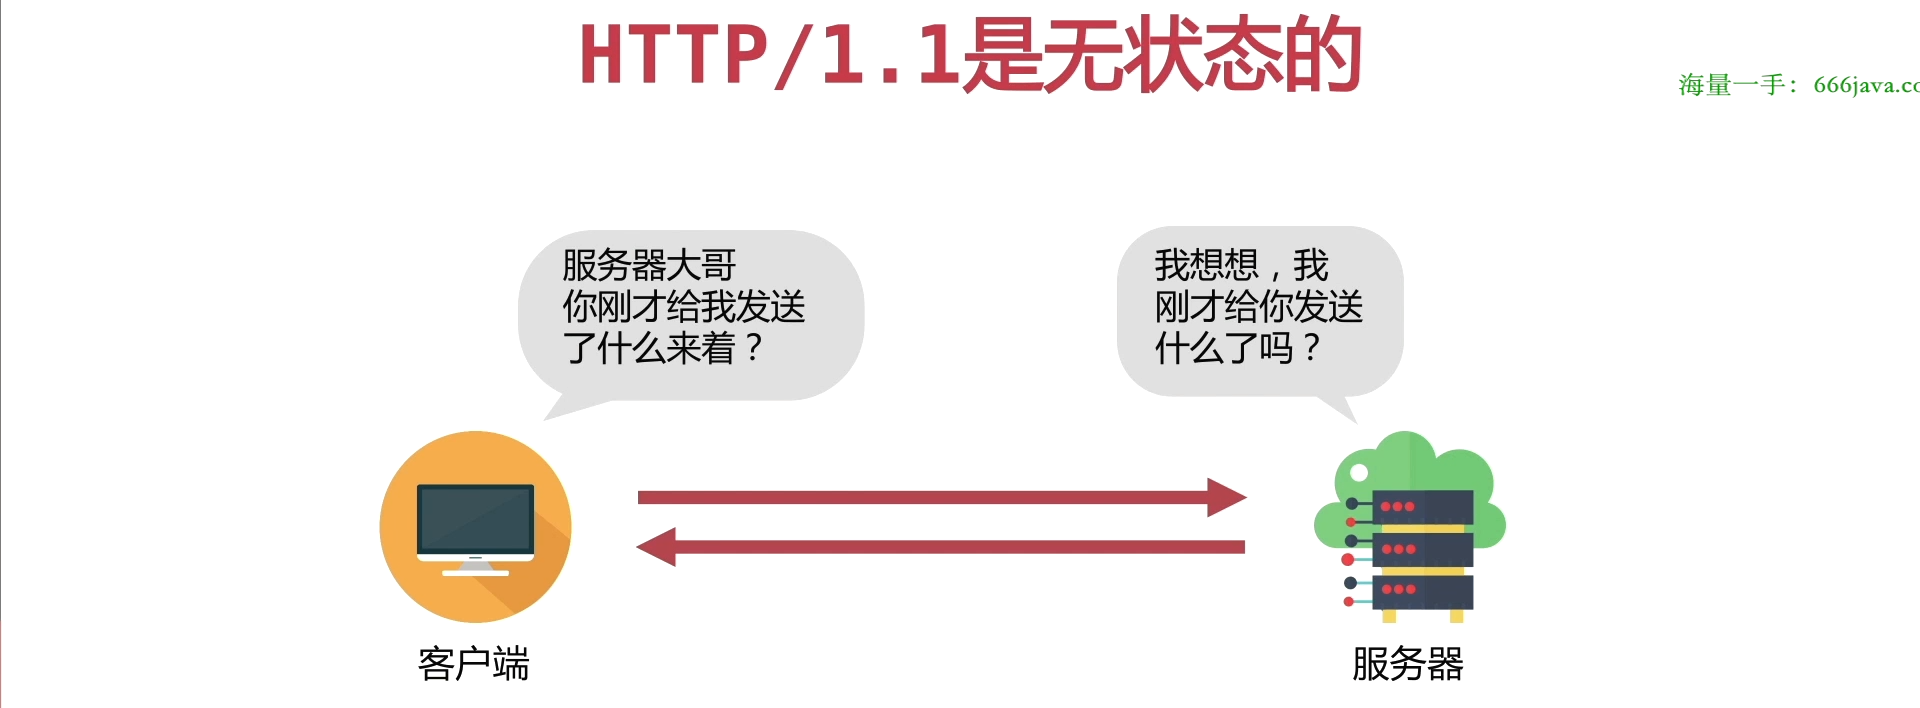 HTTP/1.1是无状态的
海量一手：666java.co
服务器大哥
你刚才给我发送
了什么来着？
我想想，我
刚才给你发送
什么了吗？
客户端
服务器